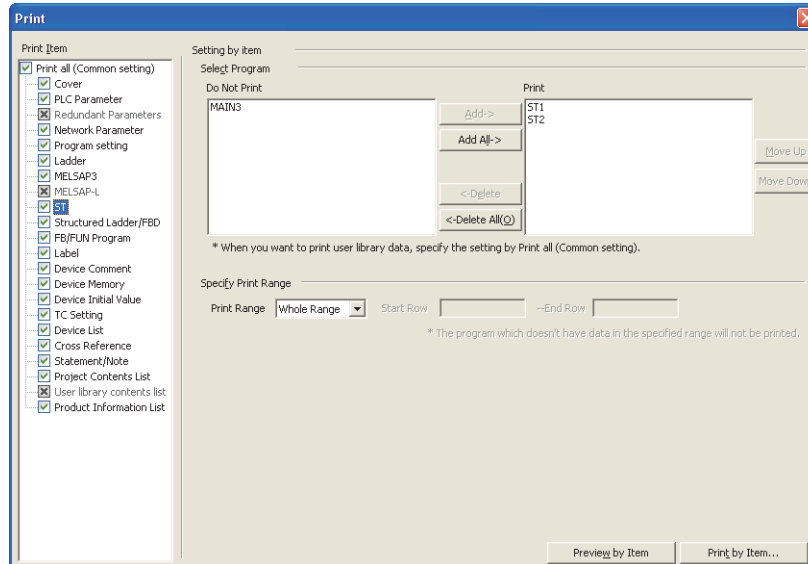 Print
Print Item
Print all (Common setting)
Cover
PLC Parameter
Redundant Parameters
Network Parameter
Program setting
Ladder
MELSAP3
MELSAP-L
ST
Structured Ladder/FBD
FB/FUN Program
Label
Device Comment
Device Memory
Device Initial Value
TC Setting
Device List
Cross Reference
Statement/Note
Project Contents List
User library contents list
Product Information List
Setting by item
Select Program
Do Not Print
MAIN3
Add->
Add All->
<-Delete
<-Delete All(O)
Print
ST1
ST2
Move Up
Move Dow
* When you want to print user library data, specify the setting by Print all (Common setting).
Specify Print Range
Print Range Whole Range Start Row --End Row
* The program which doesn't have data in the specified range will not be printed.
Preview by Item Print by Item...